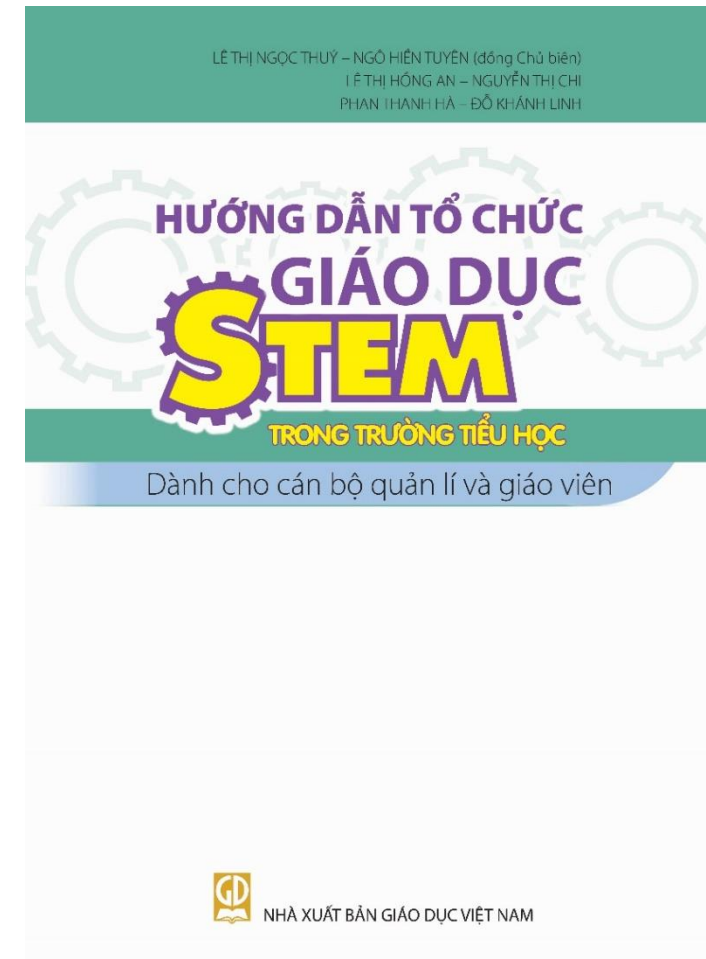 LÊ THỊ NGỌC THUÝ – NGÔ HIỀN TUYÊN (đồng Chủ biên)
LÊ THỊ HỒNG AN – NGUYỄN THỊ CHI
PHAN THANH HÀ – ĐỖ KHÁNH LINH
HƯỚNG DẪN TỔ CHỨC
GIÁO DỤC
STEM
TRONG TRƯỜNG TIỂU HỌC
Dành cho cán bộ quản lí và giáo viên
GD
NHÀ XUẤT BẢN GIÁO DỤC VIỆT NAM